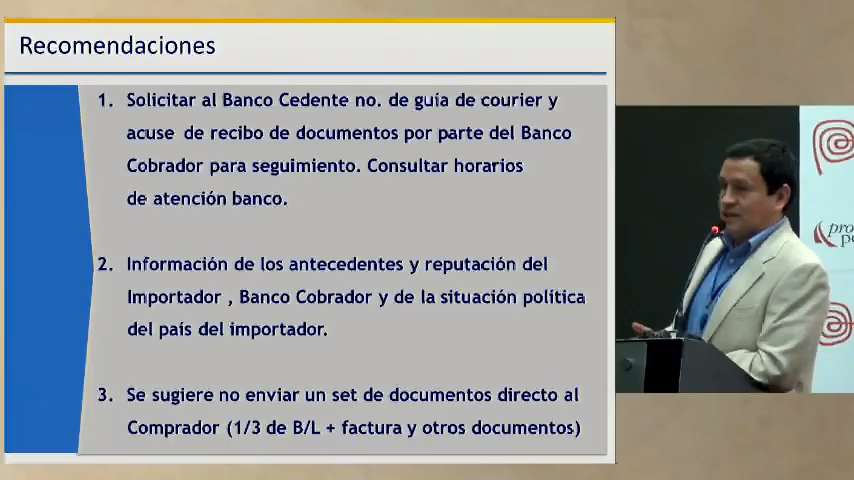 Recomendaciones
1. Solicitar al Banco Cedente no. de guía de courier y
acuse de recibo de documentos por parte del Banco
Cobrador para seguimiento. Consultar horarios
de atención banco.
2. Información de los antecedentes y reputación del
Importador , Banco Cobrador y de la situación política
del país del importador.
3. Se sugiere no enviar un set de documentos directo al
Comprador (1/3 de B/L + factura y otros documentos)